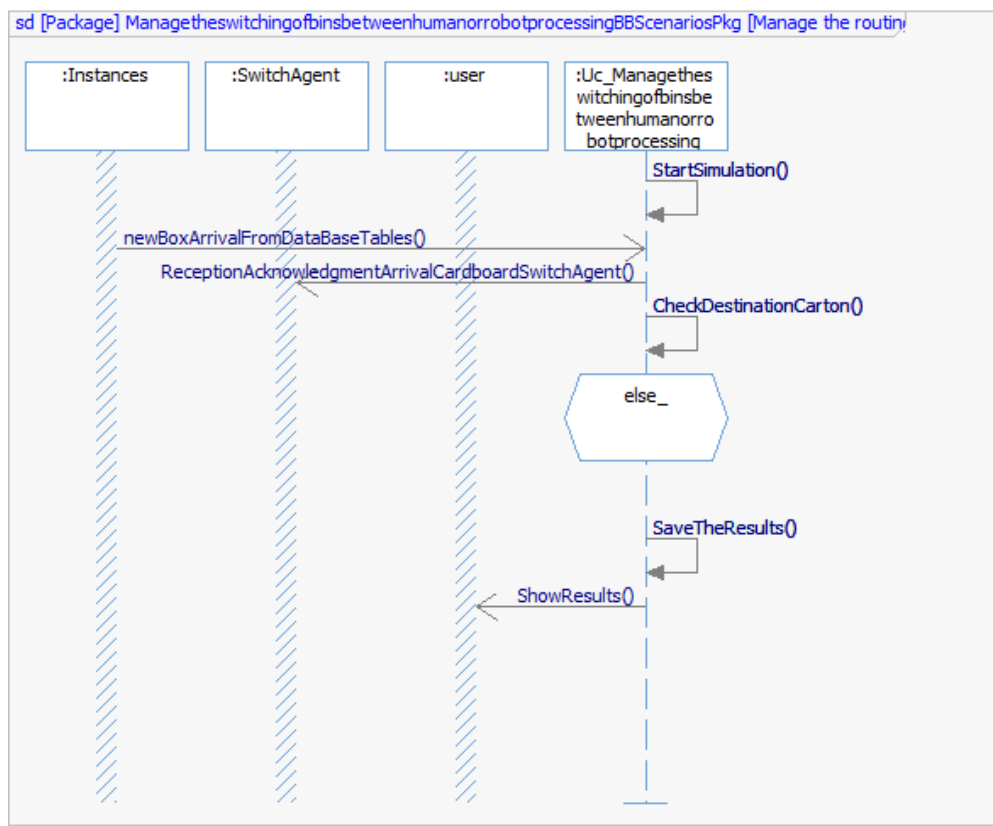 sd [Package] ManagetheswitchingofbinsbetweenhumanorrobotprocessingBBScenariosPkg [Manage the routing
:Instances
:SwitchAgent
:user
:Uc_Managethes
witchingofbinsbe
tweenhumanorro
botprocessing
StartSimulation()
newBoxArrivalFromDataBaseTables()
ReceptionAcknowledgmentArrivalCardboardSwitchAgent()
CheckDestinationCarton()
else_
SaveTheResults()
ShowResults()